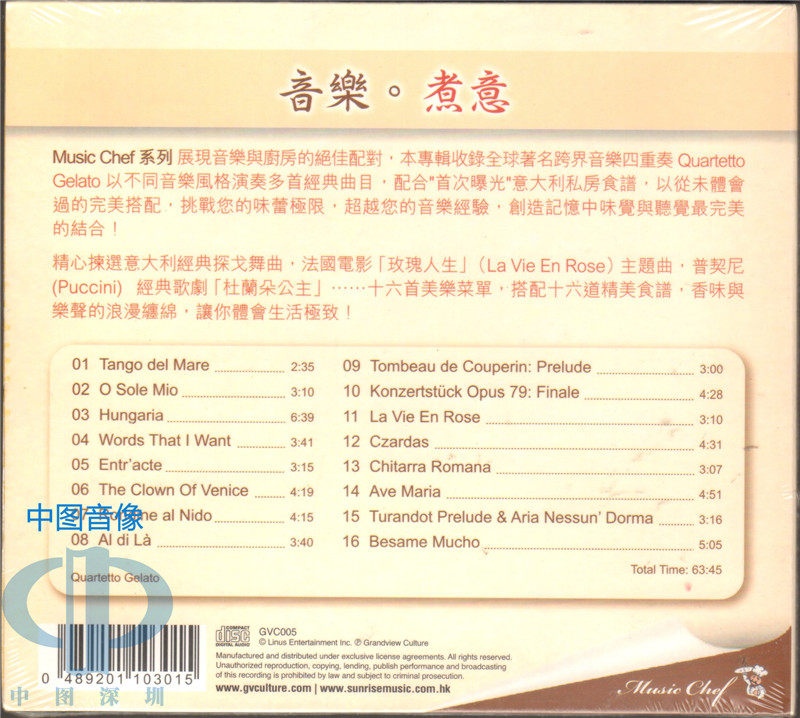 音樂。煮意
Music Chef 系列 展現音樂與廚房的絕佳配對，本專輯收錄全球著名跨界音樂四重奏 Quartetto
Gelato 以不同音樂風格演奏多首經典曲目，配合"首次曝光"意大利私房食譜，以從未體會
過的完美搭配，挑戰您的味蕾極限，超越您的音樂經驗，創造記憶中味覺與聽覺最完美
的結合！
精心揀選意大利經典探戈舞曲，法國電影「玫瑰人生」（La Vie En Rose）主題曲，普契尼
(Puccini) 經典歌劇「杜蘭朵公主」……十六首美樂菜單，搭配十六道精美食譜，香味與
樂聲的浪漫纏綿，讓你體會生活極致！
01 Tango del Mare 2:35
02 O Sole Mio 3:10
03 Hungaria 6:39
04 Words That I Want 3:41
05 Entr'acte 3:15
06 The Clown Of Venice 4:19
07 al Nido 4:15
08 Al di Là 3:40
Quartetto Gelato
09 Tombeau de Couperin: Prelude 3:00
10 Konzertstück Opus 79: Finale 4:28
11 La Vie En Rose 3:10
12 Czardas 4:31
13 Chitarra Romana 3:07
14 Ave Maria 4:51
15 Turandot Prelude & Aria Nessun' Dorma 3:16
16 Besame Mucho 5:05
Total Time: 63:45
中图音像
0 489201 103015
中图深圳
COMPACT
disc
DIGITAL AUDIO
GVC005
© Linus Entertainment Inc. ℗ Grandview Culture
Manufactured and distributed under exclusive license agreements. All rights reserved.
Unauthorized reproduction, copying, lending, publish performance and broadcasting
of this recording is prohibited by law and subject to criminal prosecution.
www.gvculture.com | www.sunrisemusic.com.hk
Music Chef